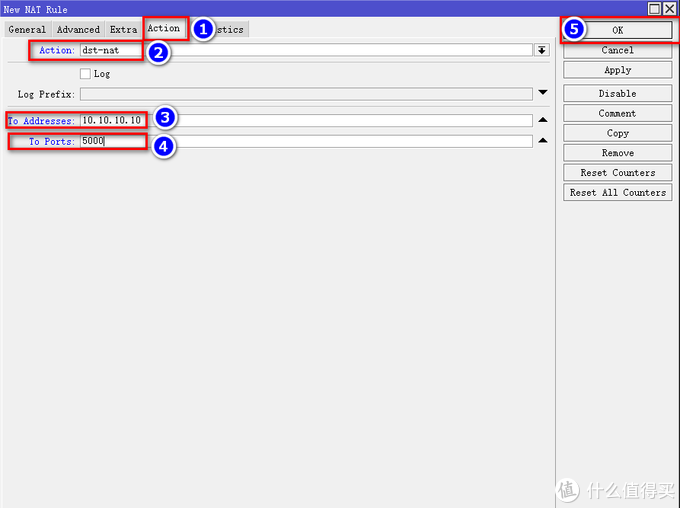 New NAT Rule
General Advanced Extra Action 1 stics
Action: dst-nat 2
Log
Log Prefix:
To Addresses: 10.10.10.10 3
To Ports: 5000 4
5 OK
Cancel
Apply
Disable
Comment
Copy
Remove
Reset Counters
Reset All Counters
值 什么值得买